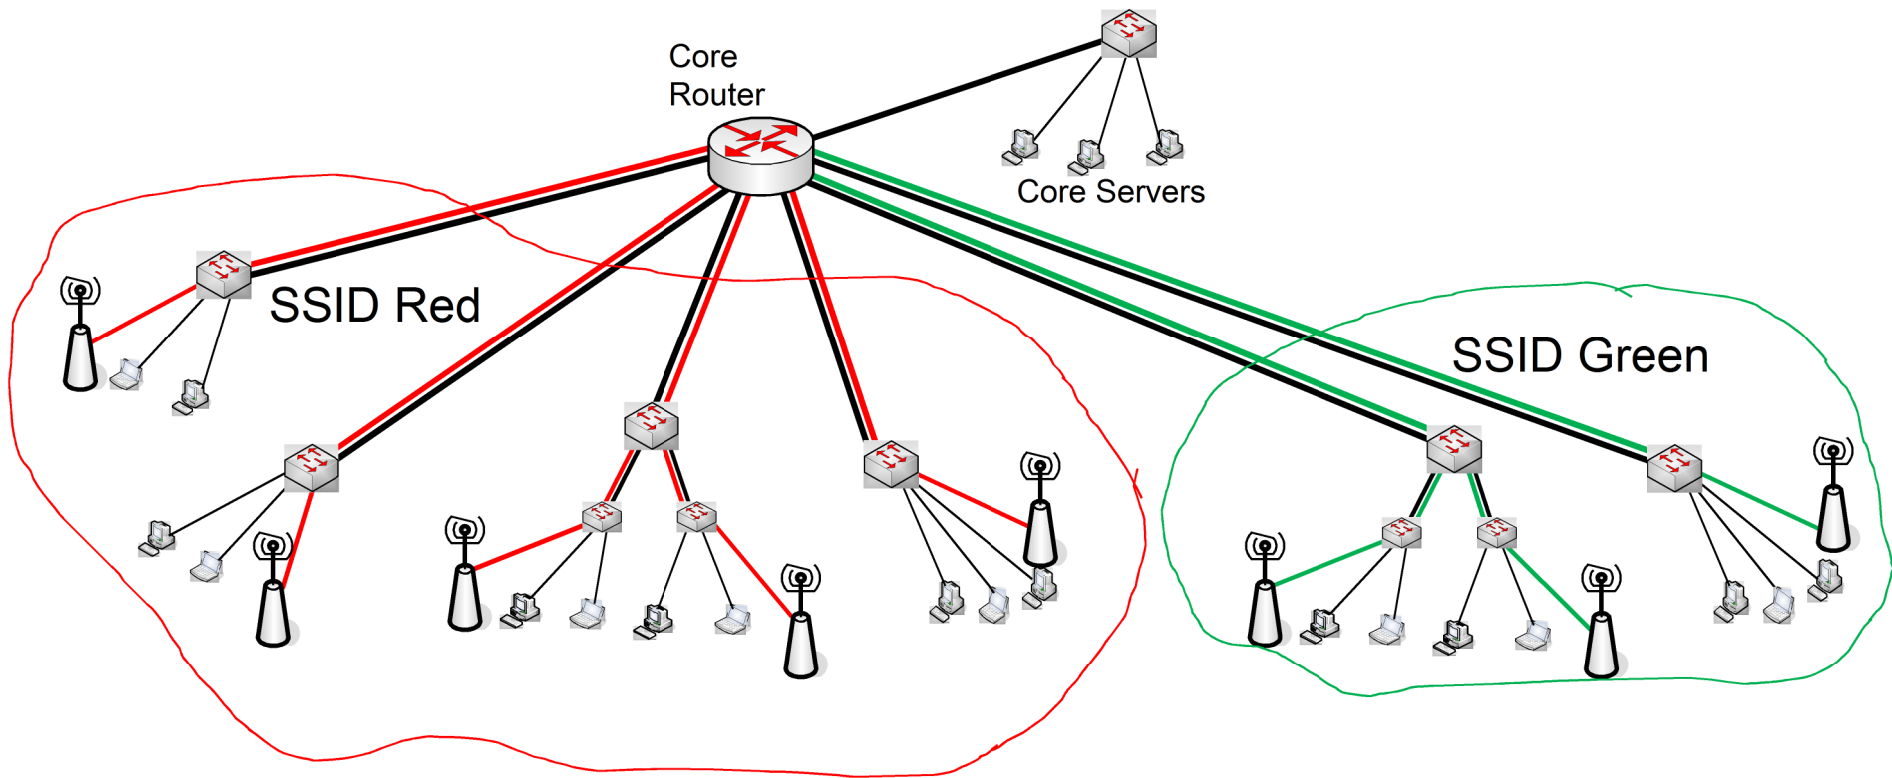 Core
Router
Core Servers
SSID Red
SSID Green